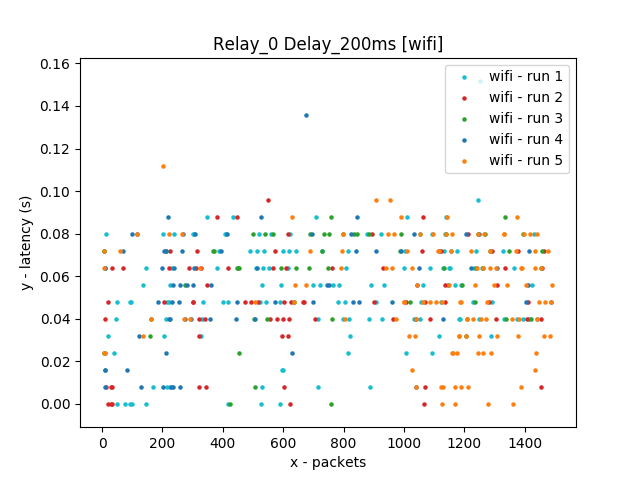 Relay_0 Delay_200ms [wifi]
y - latency (s)
0.16
0.14
0.12
0.10
0.08
0.06
0.04
0.02
0.00
wifi - run 1
wifi - run 2
wifi - run 3
wifi - run 4
wifi - run 5
0 200 400 600 800 1000 1200 1400
x - packets